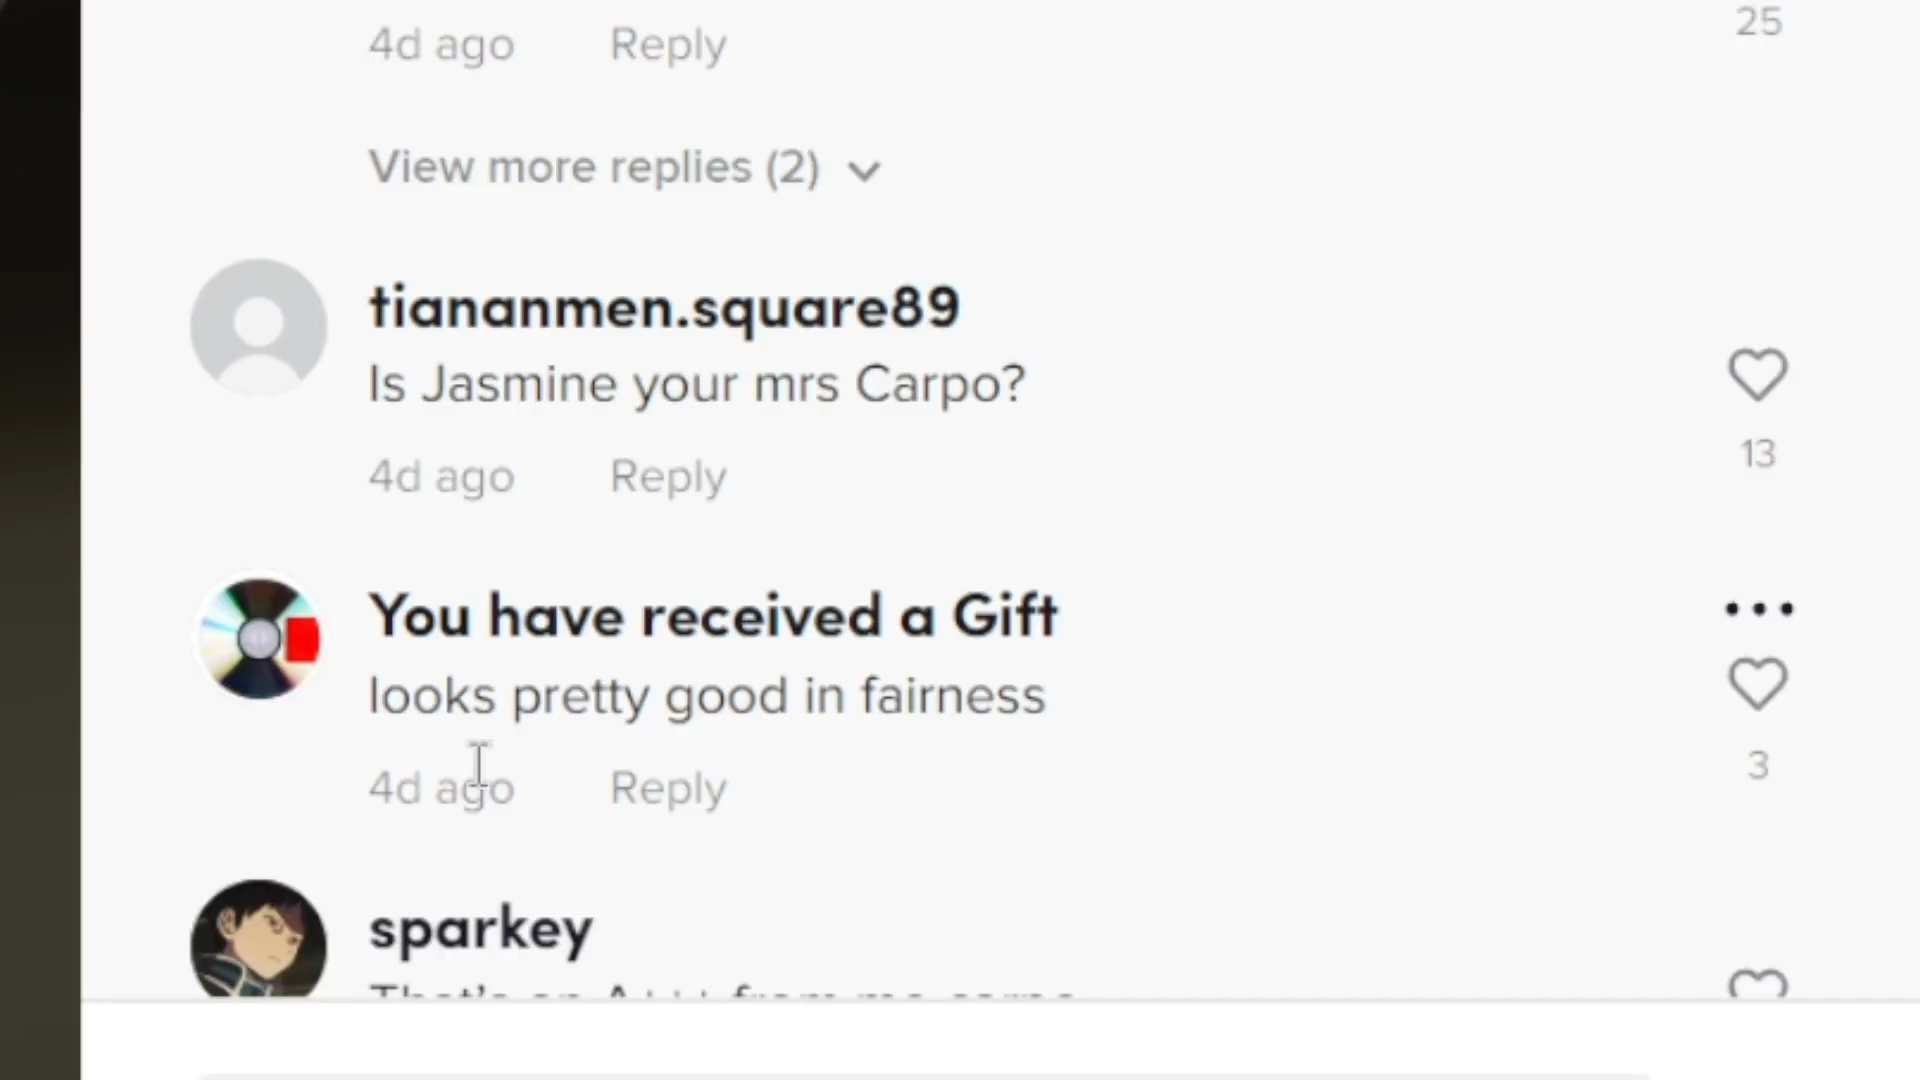 25
4d ago Reply
View more replies (2)
tiananmen.square89
Is Jasmine your mrs Carpo?
13
4d ago Reply
You have received a Gift
looks pretty good in fairness
3
4d ago Reply
sparkey